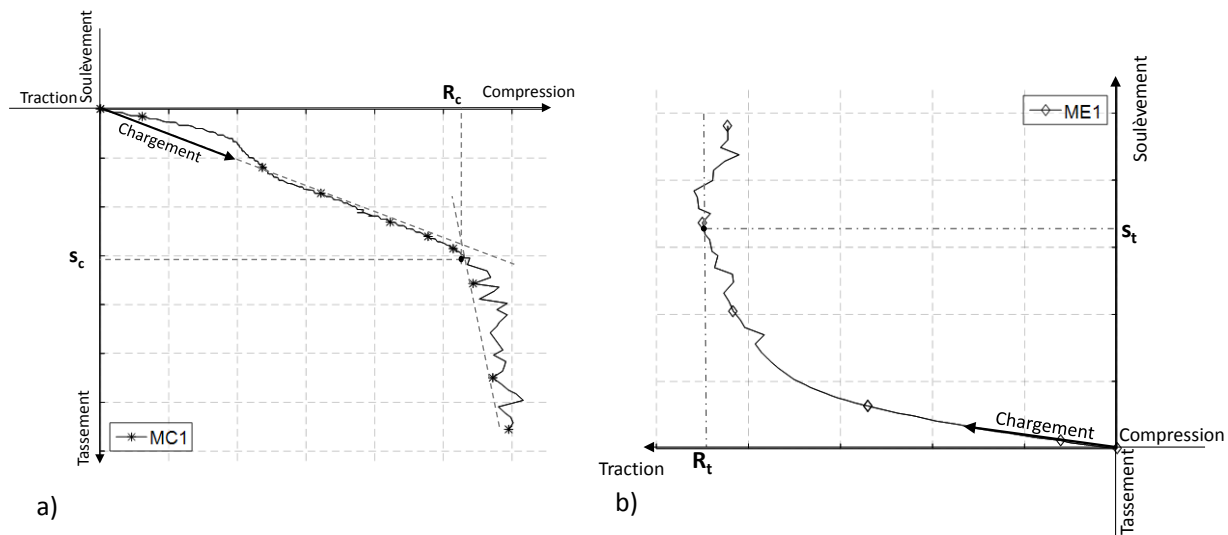 Soulèvement
Traction
R_c
Compression
Chargement
s_c
Tassement
MC1
a)
ME1
Soulèvement
s_t
Chargement
Compression
Traction
R_t
Tassement
b)